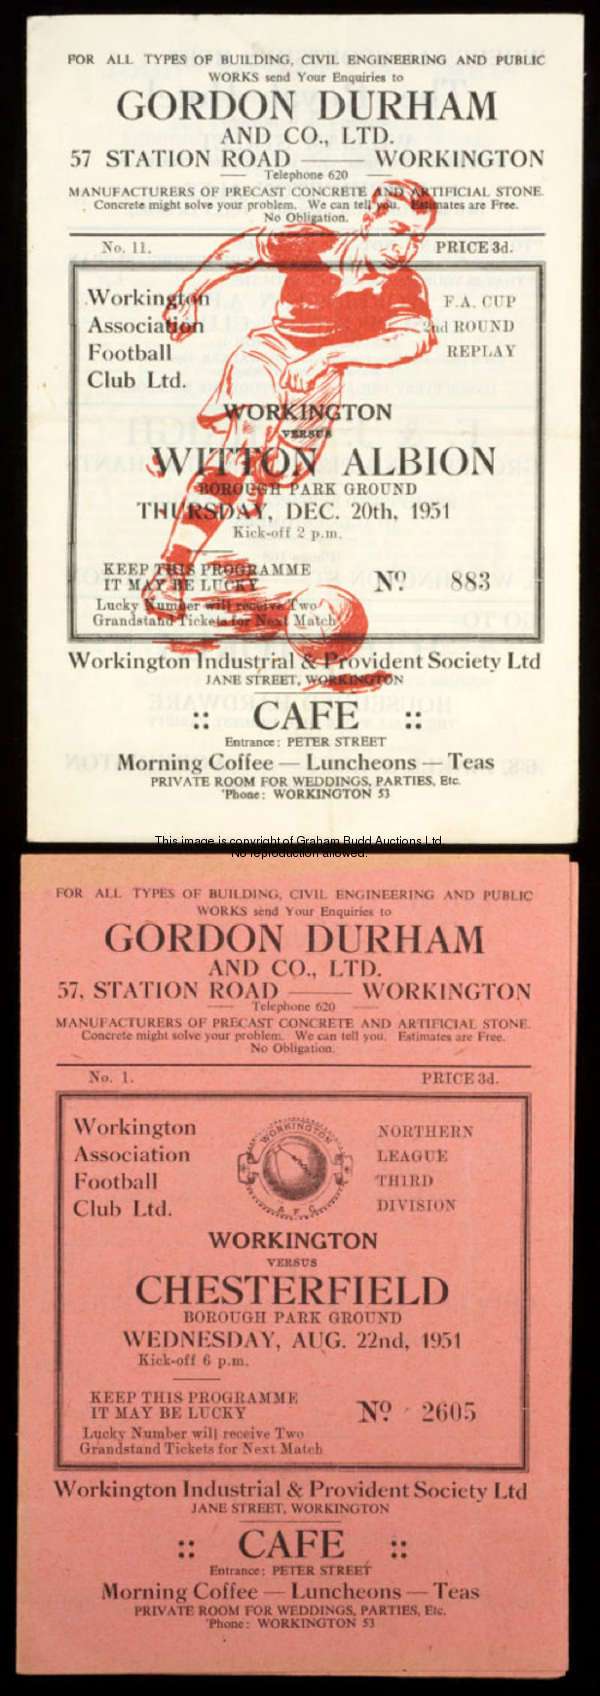 FOR ALL TYPES OF BUILDING, CIVIL ENGINEERING AND PUBLIC
WORKS send Your Enquiries to
GORDON DURHAM
AND CO., LTD.
57 STATION ROAD —— WORKINGTON
Telephone 620
MANUFACTURERS OF PRECAST CONCRETE AND ARTIFICIAL STONE.
Concrete might solve your problem. We can tell you. Estimates are Free.
No Obligation.
No. 11. PRICE 3d.
Workington
Association
Football
Club Ltd.
F.A. CUP
2nd ROUND
REPLAY
WORKINGTON
VERSUS
WITTON ALBION
BOROUGH PARK GROUND
THURSDAY, DEC. 20th, 1951
Kick-off 2 p.m.
KEEP THIS PROGRAMME
IT MAY BE LUCKY
Nº 883
Lucky Number will receive Two
Grandstand Tickets for Next Match
Workington Industrial & Provident Society Ltd
JANE STREET, WORKINGTON
:: CAFE ::
Entrance: PETER STREET
Morning Coffee — Luncheons — Teas
PRIVATE ROOM FOR WEDDINGS, PARTIES, Etc.
'Phone: WORKINGTON 53
This image is copyright of Graham Budd Auctions Ltd
No reproduction allowed.
FOR ALL TYPES OF BUILDING, CIVIL ENGINEERING AND PUBLIC
WORKS send Your Enquiries to
GORDON DURHAM
AND CO., LTD.
57, STATION ROAD —— WORKINGTON
Telephone 620
MANUFACTURERS OF PRECAST CONCRETE AND ARTIFICIAL STONE.
Concrete might solve your problem. We can tell you. Estimates are Free.
No Obligation.
No. 1. PRICE 3d.
Workington
Association
Football
Club Ltd.
WORKINGTON
A F C
NORTHERN
LEAGUE
THIRD
DIVISION
WORKINGTON
VERSUS
CHESTERFIELD
BOROUGH PARK GROUND
WEDNESDAY, AUG. 22nd, 1951
Kick-off 6 p.m.
KEEP THIS PROGRAMME
IT MAY BE LUCKY
Nº 2605
Lucky Number will receive Two
Grandstand Tickets for Next Match
Workington Industrial & Provident Society Ltd
JANE STREET, WORKINGTON
:: CAFE ::
Entrance: PETER STREET
Morning Coffee — Luncheons — Teas
PRIVATE ROOM FOR WEDDINGS, PARTIES, Etc.
'Phone: WORKINGTON 53